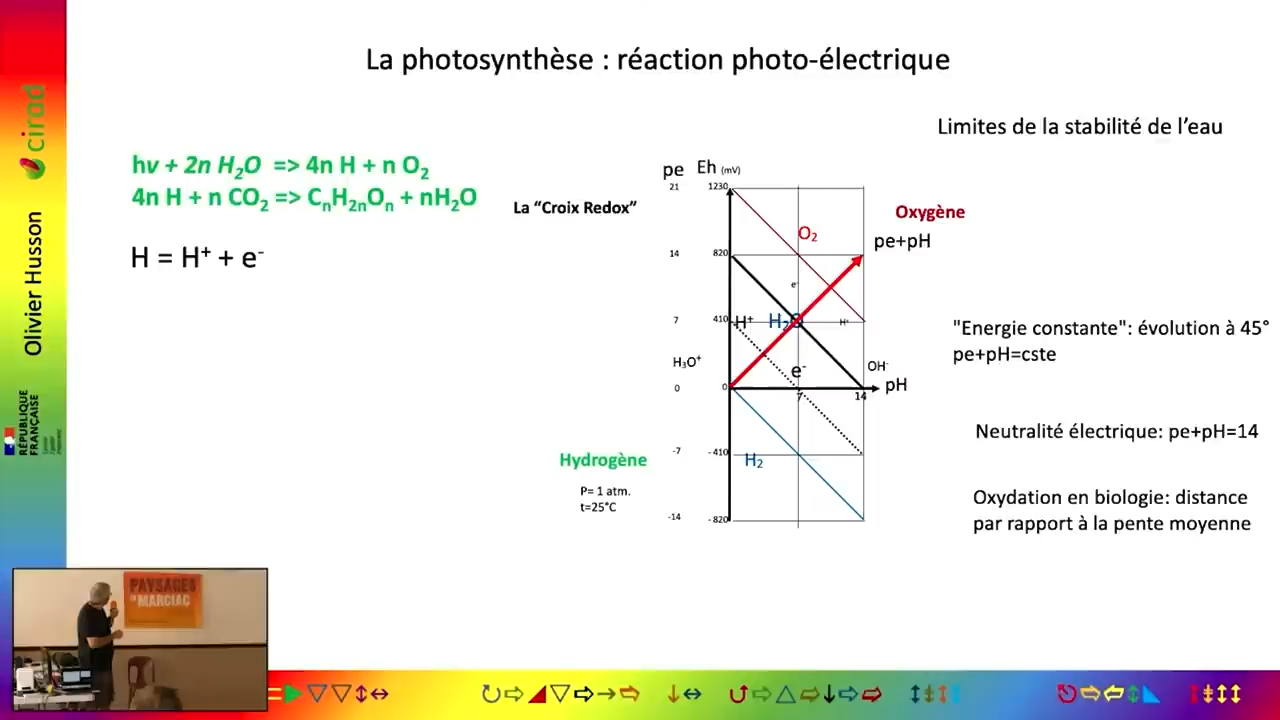 La photosynthèse : réaction photo-électrique
Limites de la stabilité de l'eau
hν + 2n H₂O => 4n H + n O₂
4n H + n CO₂ => CₙH₂ₙOₙ + nH₂O
H = H⁺ + e⁻
La "Croix Redox"
pe Eh (mV)
21 1230
Oxygène
O₂
pe+pH
14 820
e⁻
7 410 H⁺ H₂O H⁺
"Energie constante": évolution à 45°
pe+pH=cste
H₃O⁺
e⁻
OH⁻
0 0 7 14 pH
Neutralité électrique: pe+pH=14
-7 -410 H₂
Hydrogène
P= 1 atm.
t=25°C
Oxydation en biologie: distance
par rapport à la pente moyenne
-14 -820
cirad
Olivier Husson
RÉPUBLIQUE
FRANÇAISE
PAYSAGES
IN MARCIAC